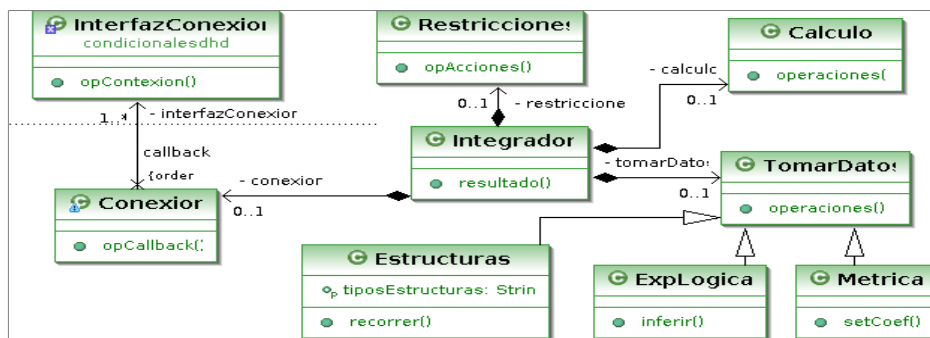 InterfazConexior
condicionalesdhd
opContexion()
Restricciones
opAcciones()
Calculo
operaciones(
- calculc
0..1
0..1
- restriccione
1..*
- interfazConexior
callback
{order
Integrador
resultado()
- tomarDatos
0..1
TomarDatos
operaciones()
- conexior
0..1
Conexior
opCallback()
Estructuras
tiposEstructuras: Strin
recorrer()
ExpLogica
inferir()
Metrica
setCoef()